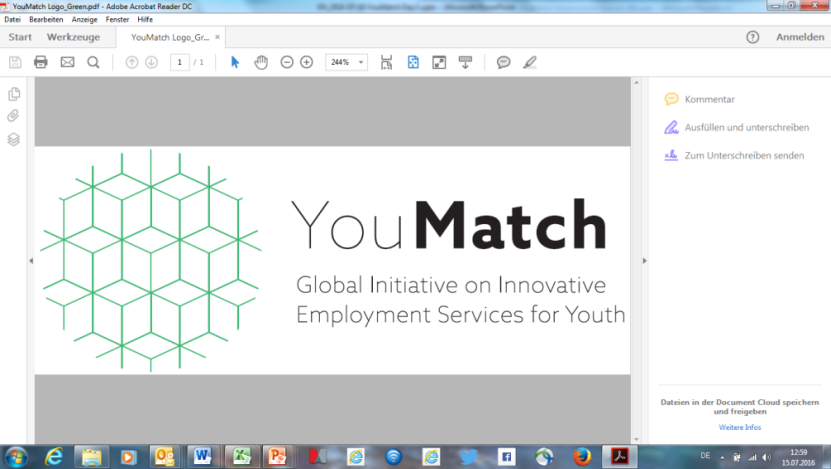 YouMatch Logo_Green.pdf - Adobe Acrobat Reader DC
Datei Bearbeiten Anzeige Fenster Hilfe
Start Werkzeuge YouMatch Logo_Gr... × Anmelden
1 / 1 244%
Kommentar
Ausfüllen und unterschreiben
Zum Unterschreiben senden
YouMatch
Global Initiative on Innovative
Employment Services for Youth
Dateien in der Document Cloud speichern
und freigeben
Weitere Infos
DE 12:59
15.07.2016